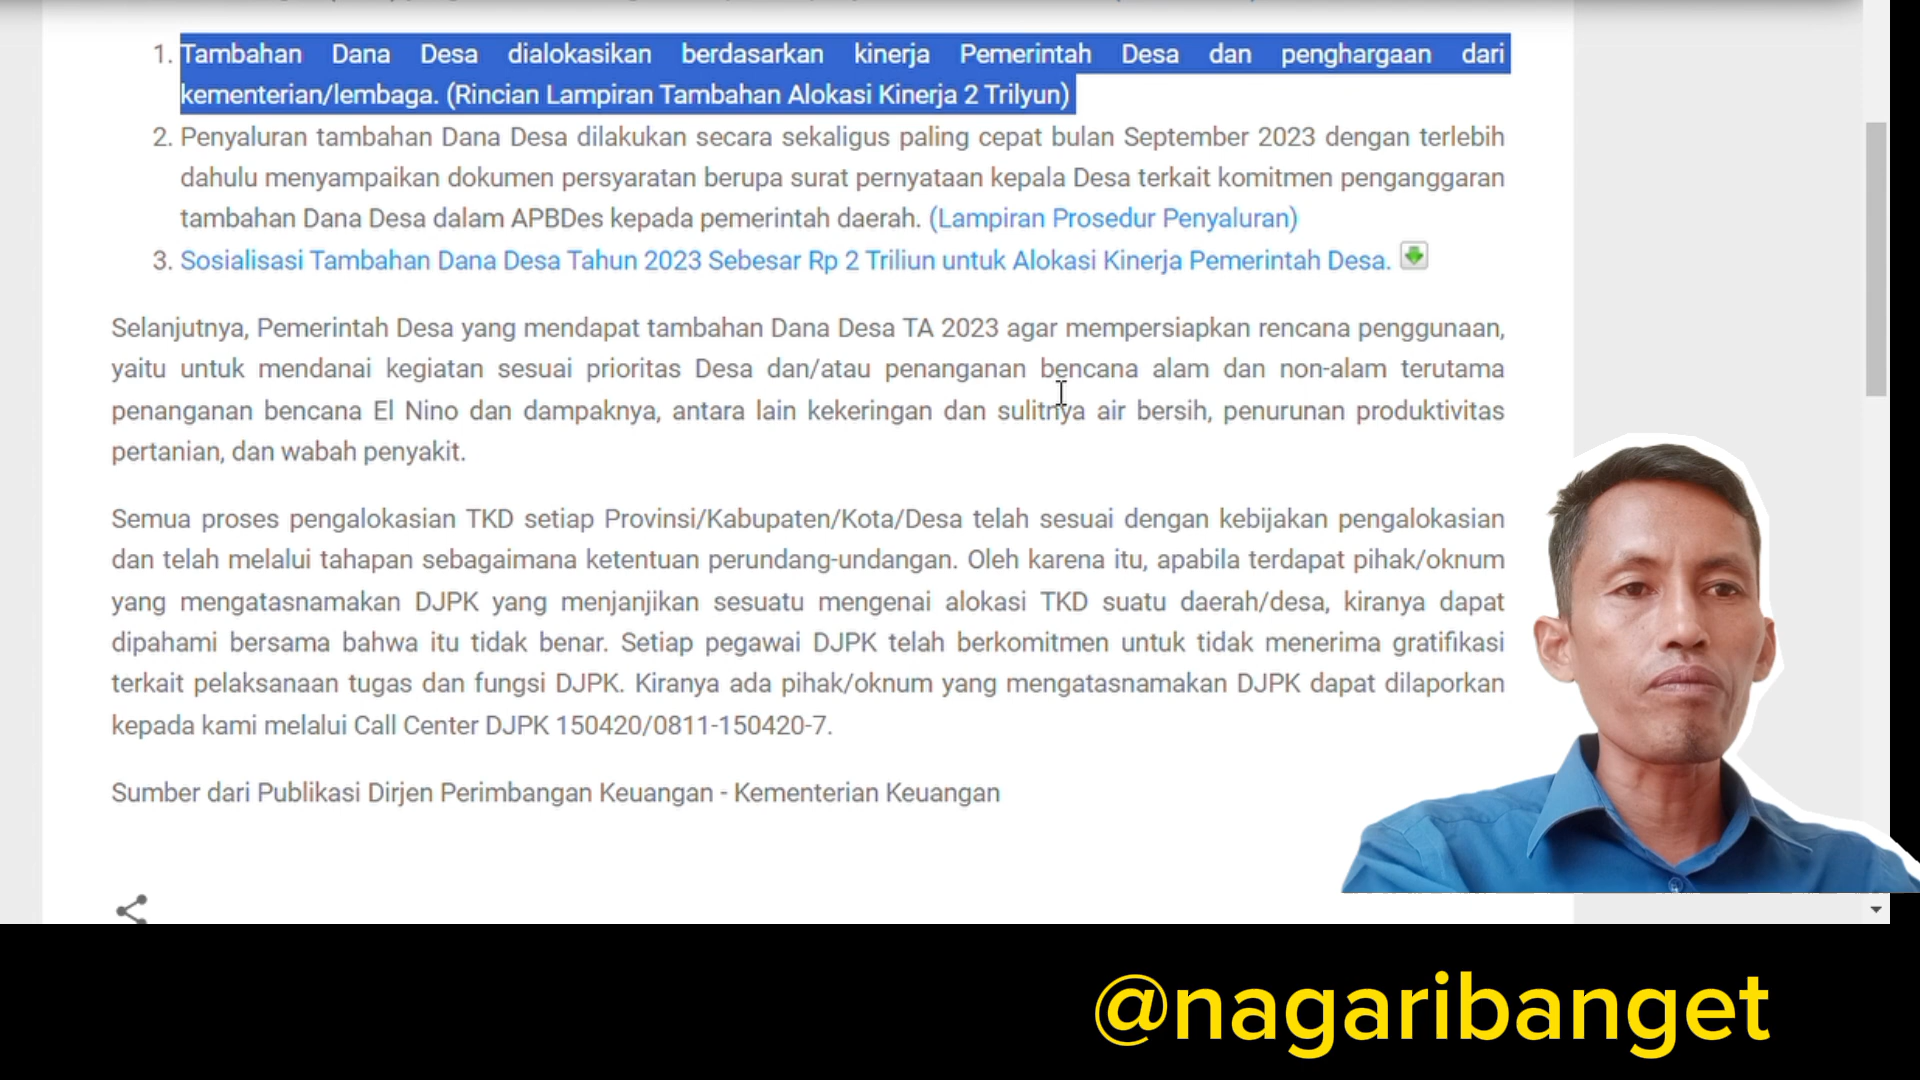 1. Tambahan Dana Desa dialokasikan berdasarkan kinerja Pemerintah Desa dan penghargaan dari
kementerian/lembaga. (Rincian Lampiran Tambahan Alokasi Kinerja 2 Trilyun)
2. Penyaluran tambahan Dana Desa dilakukan secara sekaligus paling cepat bulan September 2023 dengan terlebih
dahulu menyampaikan dokumen persyaratan berupa surat pernyataan kepala Desa terkait komitmen penganggaran
tambahan Dana Desa dalam APBDes kepada pemerintah daerah. (Lampiran Prosedur Penyaluran)
3. Sosialisasi Tambahan Dana Desa Tahun 2023 Sebesar Rp 2 Triliun untuk Alokasi Kinerja Pemerintah Desa.
Selanjutnya, Pemerintah Desa yang mendapat tambahan Dana Desa TA 2023 agar mempersiapkan rencana penggunaan,
yaitu untuk mendanai kegiatan sesuai prioritas Desa dan/atau penanganan bencana alam dan non-alam terutama
penanganan bencana El Nino dan dampaknya, antara lain kekeringan dan sulitnya air bersih, penurunan produktivitas
pertanian, dan wabah penyakit.
Semua proses pengalokasian TKD setiap Provinsi/Kabupaten/Kota/Desa telah sesuai dengan kebijakan pengalokasian
dan telah melalui tahapan sebagaimana ketentuan perundang-undangan. Oleh karena itu, apabila terdapat pihak/oknum
yang mengatasnamakan DJPK yang menjanjikan sesuatu mengenai alokasi TKD suatu daerah/desa, kiranya dapat
dipahami bersama bahwa itu tidak benar. Setiap pegawai DJPK telah berkomitmen untuk tidak menerima gratifikasi
terkait pelaksanaan tugas dan fungsi DJPK. Kiranya ada pihak/oknum yang mengatasnamakan DJPK dapat dilaporkan
kepada kami melalui Call Center DJPK 150420/0811-150420-7.
Sumber dari Publikasi Dirjen Perimbangan Keuangan - Kementerian Keuangan
@nagaribanget